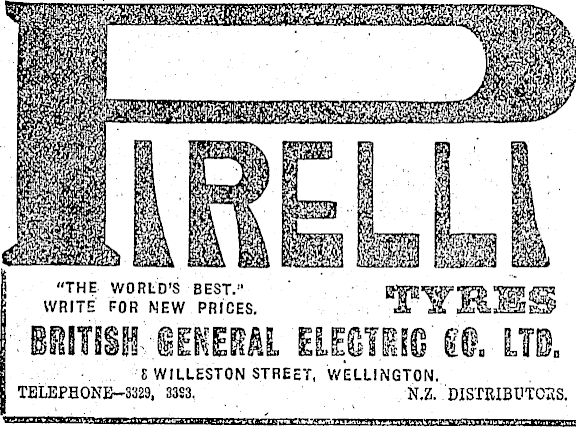 PIRELLI
"THE WORLD'S BEST."
WRITE FOR NEW PRICES.
TYRES
BRITISH GENERAL ELECTRIC CO. LTD.
8 WILLESTON STREET, WELLINGTON.
TELEPHONE—3329, 3393.
N.Z. DISTRIBUTORS.